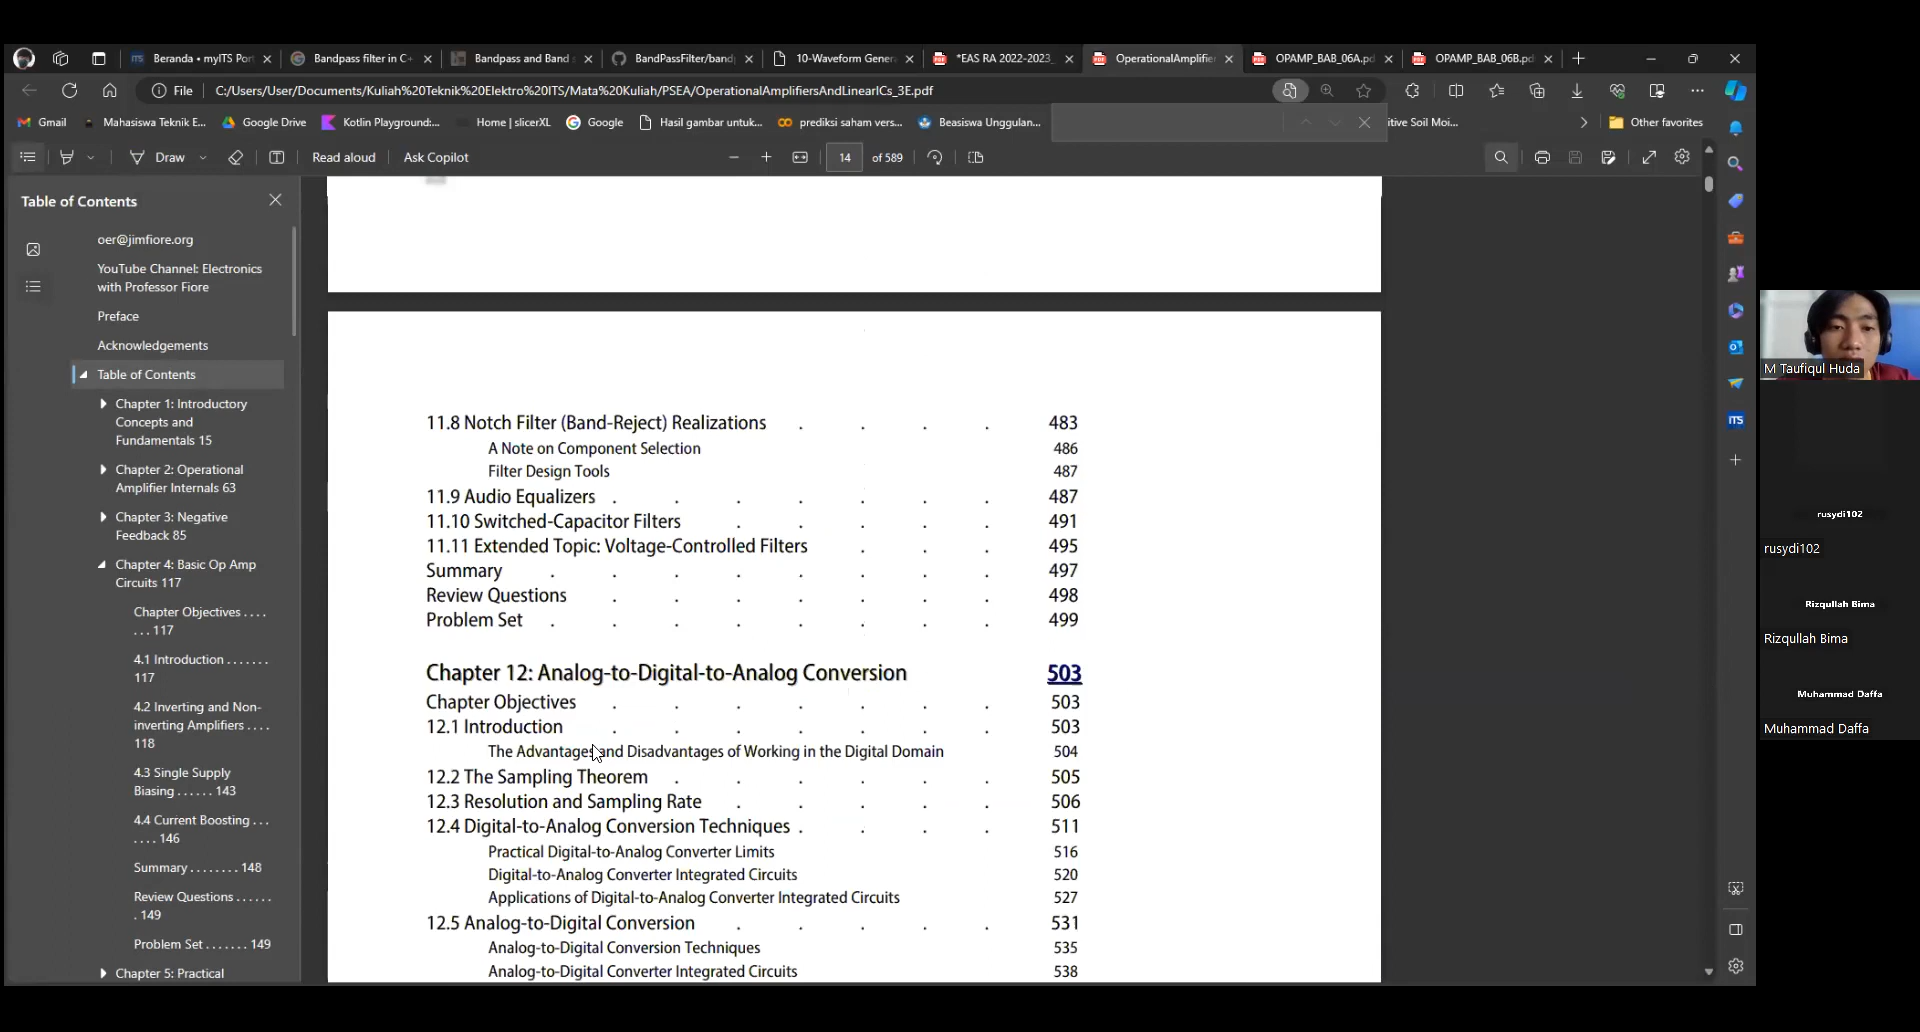 Beranda • myITS Por
Bandpass filter in C+
Bandpass and Band
BandPassFilter/band
10-Waveform Gener
*EAS RA 2022-2023
OperationalAmplifie
OPAMP_BAB_06A.pd
OPAMP_BAB_06B.pd
File
C:/Users/User/Documents/Kuliah%20Teknik%20Elektro%20ITS/Mata%20Kuliah/PSEA/OperationalAmplifiersAndLinearICs_3E.pdf
Gmail
Mahasiswa Teknik E...
Google Drive
Kotlin Playground:...
Home | slicerXL
Google
Hasil gambar untuk...
prediksi saham vers...
Beasiswa Unggulan...
itive Soil Moi...
Other favorites
Draw
Read aloud
Ask Copilot
14 of 589
Table of Contents
oer@jimfiore.org
YouTube Channel: Electronics
with Professor Fiore
Preface
Acknowledgements
Table of Contents
Chapter 1: Introductory
Concepts and
Fundamentals 15
Chapter 2: Operational
Amplifier Internals 63
Chapter 3: Negative
Feedback 85
Chapter 4: Basic Op Amp
Circuits 117
Chapter Objectives . . . .
. . . 117
4.1 Introduction . . . . . . .
117
4.2 Inverting and Non-
inverting Amplifiers . . . .
118
4.3 Single Supply
Biasing . . . . . . 143
4.4 Current Boosting . . .
. . . . 146
Summary . . . . . . . . 148
Review Questions . . . . . .
. 149
Problem Set . . . . . . . 149
Chapter 5: Practical
11.8 Notch Filter (Band-Reject) Realizations . . . . 483
A Note on Component Selection 486
Filter Design Tools 487
11.9 Audio Equalizers . . . . . . . 487
11.10 Switched-Capacitor Filters . . . . . 491
11.11 Extended Topic: Voltage-Controlled Filters . . . 495
Summary . . . . . . . . 497
Review Questions . . . . . . . 498
Problem Set . . . . . . . . 499
Chapter 12: Analog-to-Digital-to-Analog Conversion 503
Chapter Objectives . . . . . . . 503
12.1 Introduction . . . . . . . 503
The Advantages and Disadvantages of Working in the Digital Domain 504
12.2 The Sampling Theorem . . . . . . 505
12.3 Resolution and Sampling Rate . . . . . 506
12.4 Digital-to-Analog Conversion Techniques . . . . 511
Practical Digital-to-Analog Converter Limits 516
Digital-to-Analog Converter Integrated Circuits 520
Applications of Digital-to-Analog Converter Integrated Circuits 527
12.5 Analog-to-Digital Conversion . . . . . 531
Analog-to-Digital Conversion Techniques 535
Analog-to-Digital Converter Integrated Circuits 538
ITS
M Taufiqul Huda
rusydi102
rusydi102
Rizqullah Bima
Rizqullah Bima
Muhammad Daffa
Muhammad Daffa